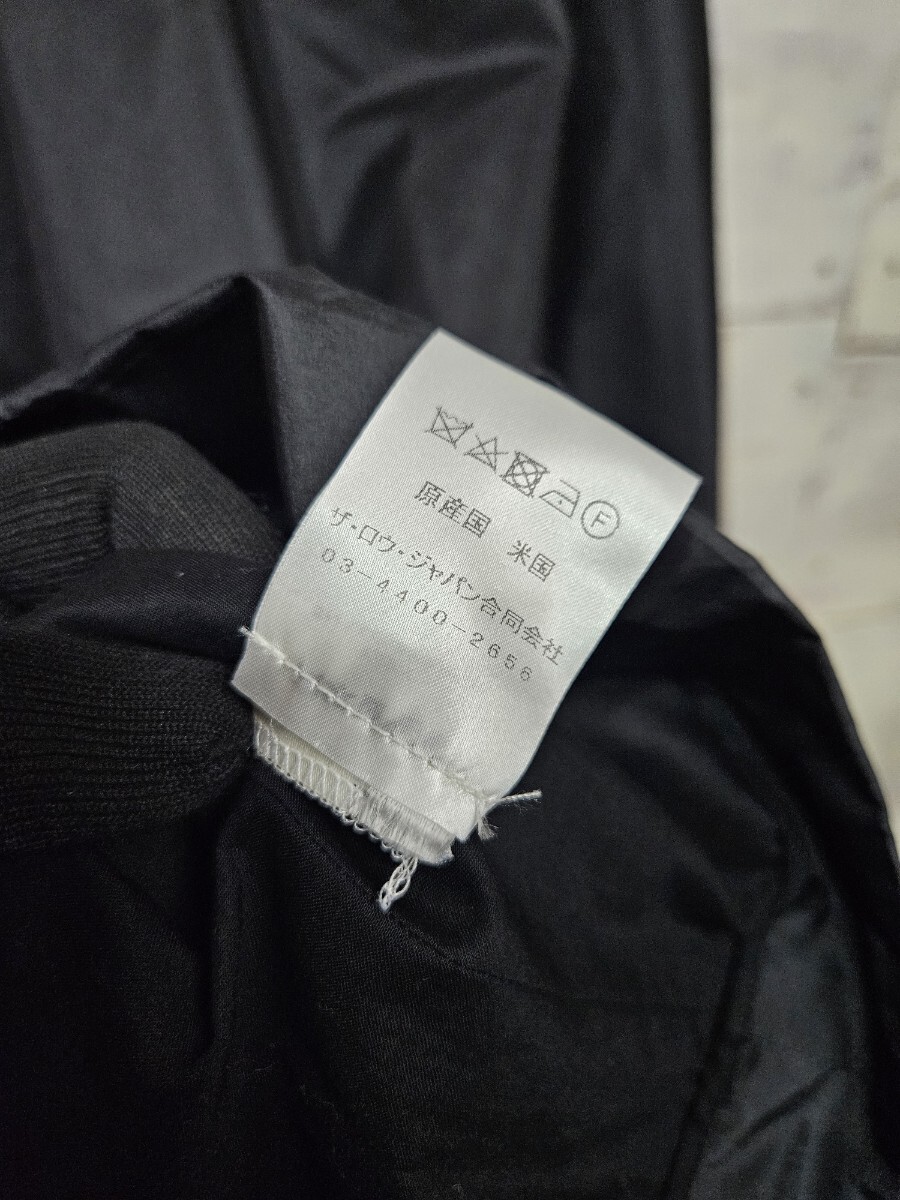 F
原産国 米国
ザ・ロウ・ジャパン合同会社
03-4400-2656